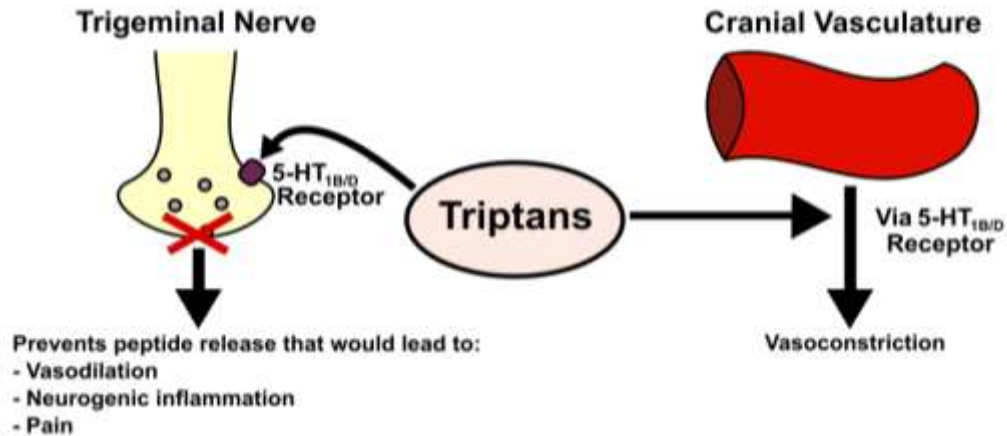 Trigeminal Nerve
Cranial Vasculature
5-HT1B/D
Receptor
Triptans
Via 5-HT1B/D
Receptor
Prevents peptide release that would lead to:
- Vasodilation
- Neurogenic inflammation
- Pain
Vasoconstriction